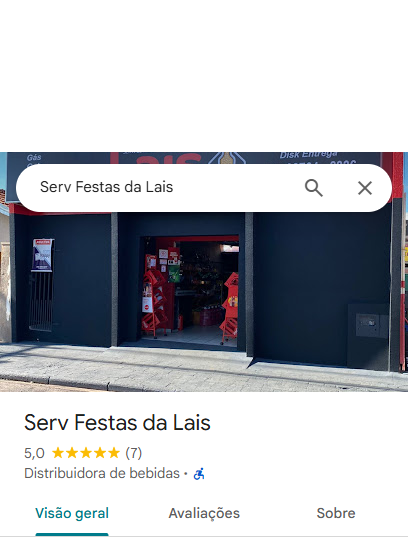 Gás
Lais
Disk Entrega
Serv Festas da Lais
Serv Festas da Lais
5,0 (7)
Distribuidora de bebidas ·
Visão geral
Avaliações
Sobre